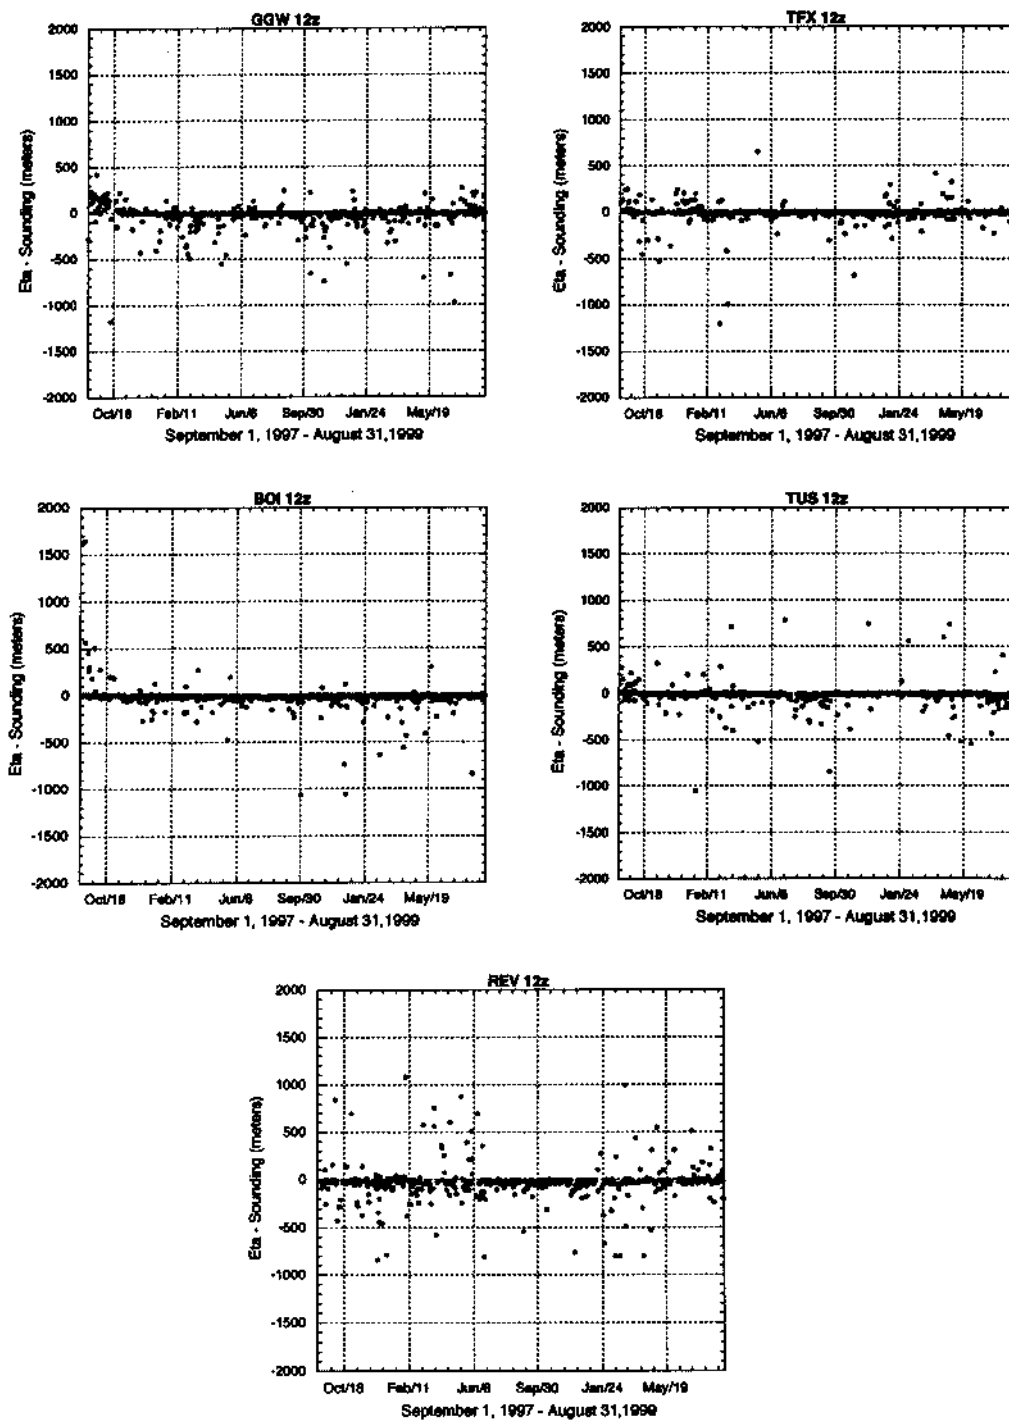 GGW 12z
2000
1500
1000
500
0
-500
-1000
-1500
-2000
Eta - Sounding (meters)
Oct/18 Feb/11 Jun/6 Sep/30 Jan/24 May/19
September 1, 1997 - August 31,1999
TFX 12z
2000
1500
1000
500
0
-500
-1000
-1500
-2000
Eta - Sounding (meters)
Oct/18 Feb/11 Jun/6 Sep/30 Jan/24 May/19
September 1, 1997 - August 31,1999
BOI 12z
2000
1500
1000
500
0
-500
-1000
-1500
-2000
Eta - Sounding (meters)
Oct/18 Feb/11 Jun/6 Sep/30 Jan/24 May/19
September 1, 1997 - August 31,1999
TUS 12z
2000
1500
1000
500
0
-500
-1000
-1500
-2000
Eta - Sounding (meters)
Oct/18 Feb/11 Jun/6 Sep/30 Jan/24 May/19
September 1, 1997 - August 31,1999
REV 12z
2000
1500
1000
500
0
-500
-1000
-1500
-2000
Eta - Sounding (meters)
Oct/18 Feb/11 Jun/6 Sep/30 Jan/24 May/19
September 1, 1997 - August 31,1999